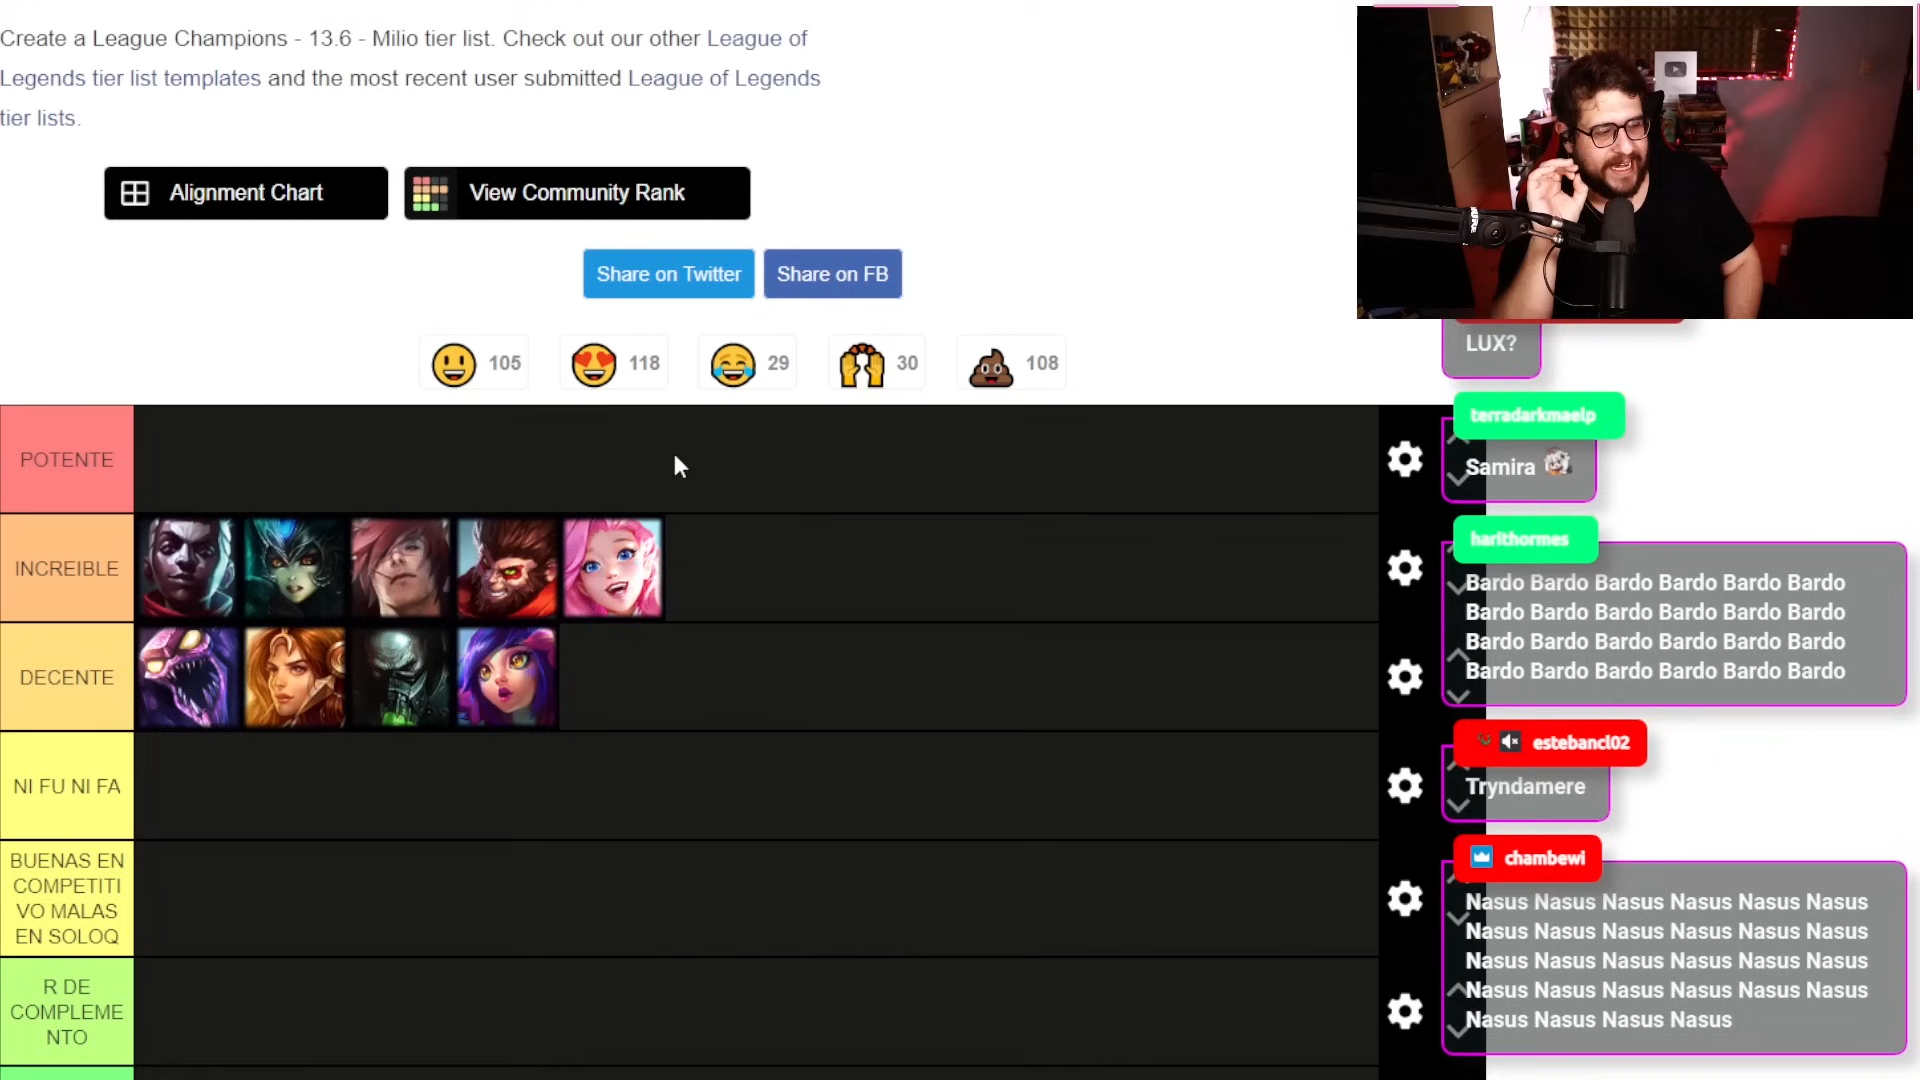 Create a League Champions - 13.6 - Milio tier list. Check out our other League of
Legends tier list templates and the most recent user submitted League of Legends
tier lists.
Alignment Chart
View Community Rank
Share on Twitter
Share on FB
105
118
29
30
108
LUX?
POTENTE
terradarkmaelp
Samira
INCREIBLE
harithormes
Bardo Bardo Bardo Bardo Bardo Bardo
Bardo Bardo Bardo Bardo Bardo Bardo
Bardo Bardo Bardo Bardo Bardo Bardo
Bardo Bardo Bardo Bardo Bardo Bardo
DECENTE
NI FU NI FA
estebancl02
Tryndamere
BUENAS EN
COMPETITI
VO MALAS
EN SOLOQ
chambewi
Nasus Nasus Nasus Nasus Nasus Nasus
Nasus Nasus Nasus Nasus Nasus Nasus
Nasus Nasus Nasus Nasus Nasus Nasus
Nasus Nasus Nasus Nasus Nasus Nasus
Nasus Nasus Nasus Nasus
R DE
COMPLEME
NTO